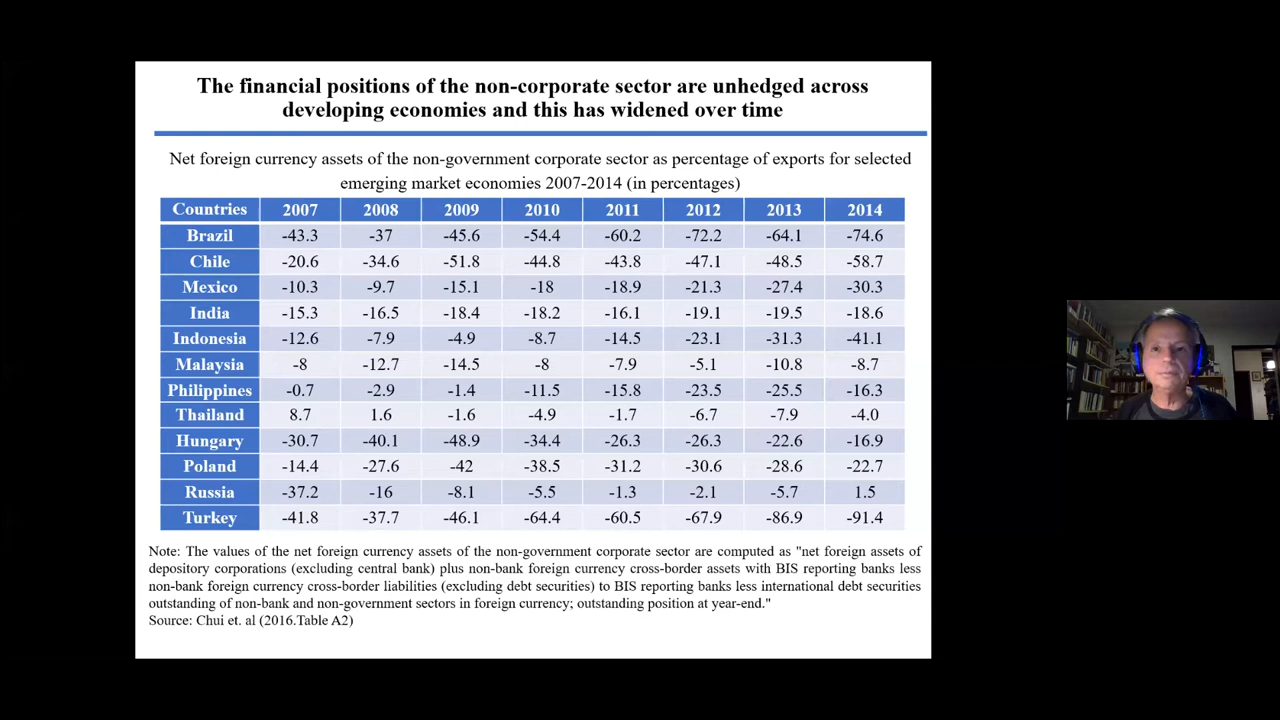 The financial positions of the non-corporate sector are unhedged across
developing economies and this has widened over time
Net foreign currency assets of the non-government corporate sector as percentage of exports for selected
emerging market economies 2007-2014 (in percentages)
Countries 2007 2008 2009 2010 2011 2012 2013 2014
Brazil -43.3 -37 -45.6 -54.4 -60.2 -72.2 -64.1 -74.6
Chile -20.6 -34.6 -51.8 -44.8 -43.8 -47.1 -48.5 -58.7
Mexico -10.3 -9.7 -15.1 -18 -18.9 -21.3 -27.4 -30.3
India -15.3 -16.5 -18.4 -18.2 -16.1 -19.1 -19.5 -18.6
Indonesia -12.6 -7.9 -4.9 -8.7 -14.5 -23.1 -31.3 -41.1
Malaysia -8 -12.7 -14.5 -8 -7.9 -5.1 -10.8 -8.7
Philippines -0.7 -2.9 -1.4 -11.5 -15.8 -23.5 -25.5 -16.3
Thailand 8.7 1.6 -1.6 -4.9 -1.7 -6.7 -7.9 -4.0
Hungary -30.7 -40.1 -48.9 -34.4 -26.3 -26.3 -22.6 -16.9
Poland -14.4 -27.6 -42 -38.5 -31.2 -30.6 -28.6 -22.7
Russia -37.2 -16 -8.1 -5.5 -1.3 -2.1 -5.7 1.5
Turkey -41.8 -37.7 -46.1 -64.4 -60.5 -67.9 -86.9 -91.4
Note: The values of the net foreign currency assets of the non-government corporate sector are computed as "net foreign assets of
depository corporations (excluding central bank) plus non-bank foreign currency cross-border assets with BIS reporting banks less
non-bank foreign currency cross-border liabilities (excluding debt securities) to BIS reporting banks less international debt securities
outstanding of non-bank and non-government sectors in foreign currency; outstanding position at year-end."
Source: Chui et. al (2016.Table A2)